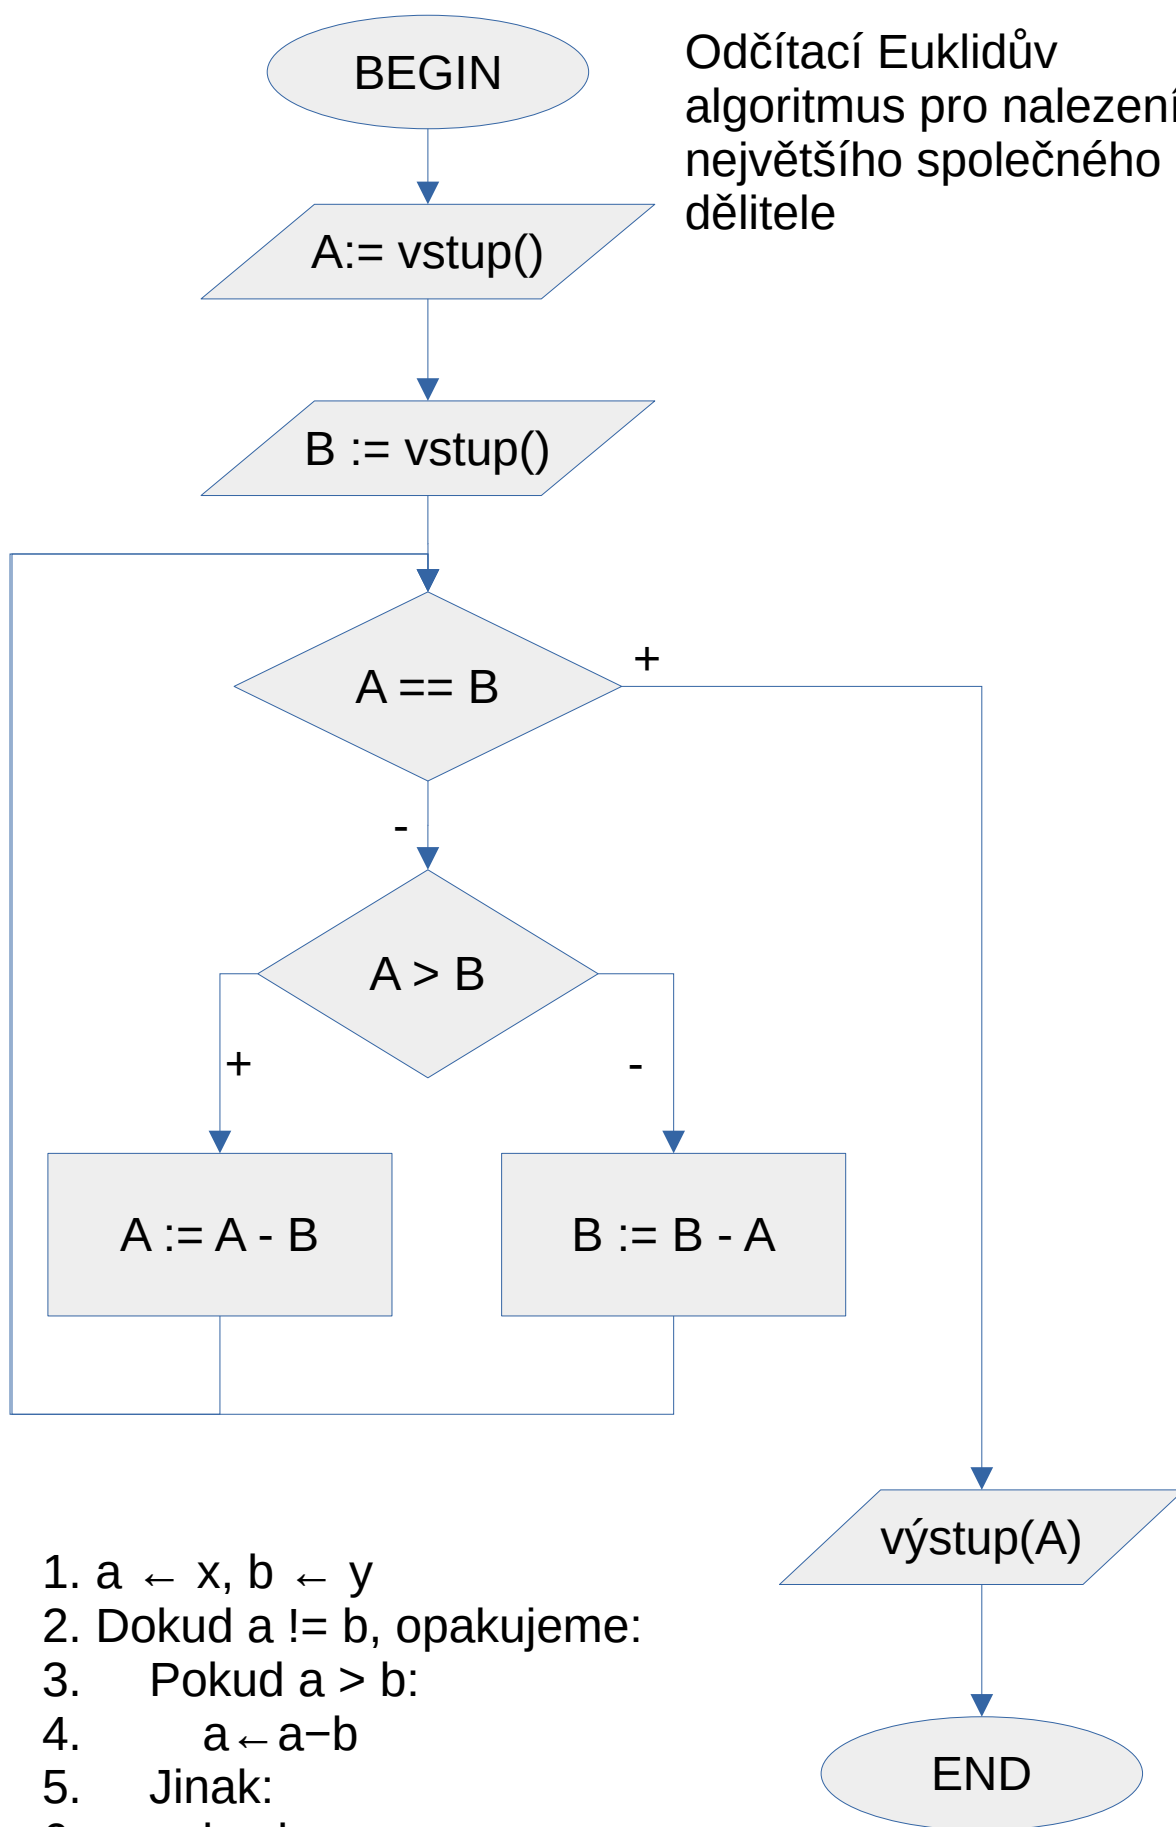 BEGIN
Odčítací Euklidův
algoritmus pro nalezení
největšího společného
dělitele
A:= vstup()
B := vstup()
A == B
+
-
A > B
+
-
A := A - B
B := B - A
výstup(A)
1. a ← x, b ← y
2. Dokud a != b, opakujeme:
3. Pokud a > b:
4. a←a−b
5. Jinak:
END